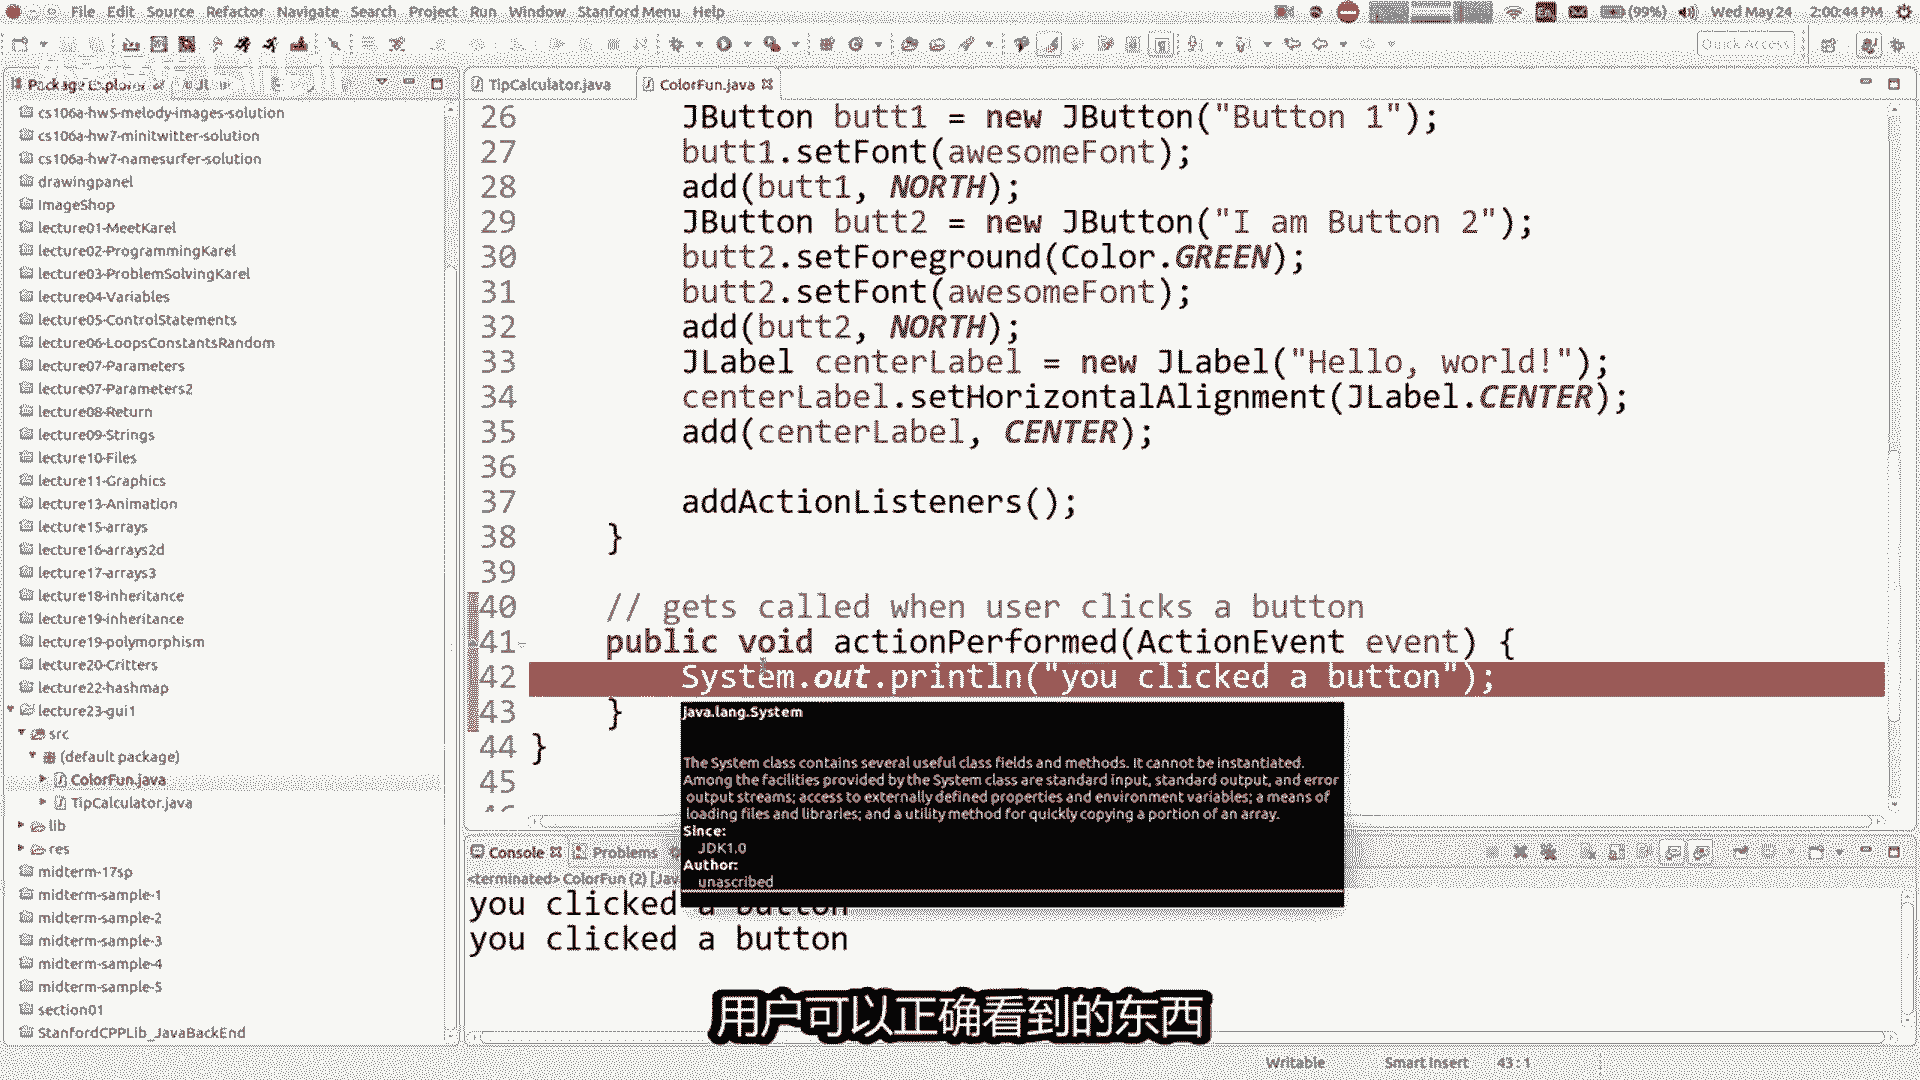 File Edit Source Refactor Navigate Search Project Run Window Stanford Menu Help
(99%) Wed May 24 2:00:44 PM
Quick Access
Package Explorer
TipCalculator.java
ColorFun.java
cs106a-hw5-melody-images-solution
cs106a-hw7-minitwitter-solution
cs106a-hw7-namesurfer-solution
drawingpanel
ImageShop
lecture01-MeetKarel
lecture02-ProgrammingKarel
lecture03-ProblemSolvingKarel
lecture04-Variables
lecture05-ControlStatements
lecture06-LoopsConstantsRandom
lecture07-Parameters
lecture07-Parameters2
lecture08-Return
lecture09-Strings
lecture10-Files
lecture11-Graphics
lecture13-Animation
lecture15-arrays
lecture16-arrays2d
lecture17-arrays3
lecture18-inheritance
lecture19-inheritance
lecture19-polymorphism
lecture20-Critters
lecture22-hashmap
lecture23-gui1
src
(default package)
ColorFun.java
TipCalculator.java
lib
res
midterm-17sp
midterm-sample-1
midterm-sample-2
midterm-sample-3
midterm-sample-4
midterm-sample-5
section01
StanfordCPPLib_JavaBackEnd
26 JButton butt1 = new JButton("Button 1");
27 butt1.setFont(awesomeFont);
28 add(butt1, NORTH);
29 JButton butt2 = new JButton("I am Button 2");
30 butt2.setForeground(Color.GREEN);
31 butt2.setFont(awesomeFont);
32 add(butt2, NORTH);
33 JLabel centerLabel = new JLabel("Hello, world!");
34 centerLabel.setHorizontalAlignment(JLabel.CENTER);
35 add(centerLabel, CENTER);
36
37 addActionListeners();
38 }
39
40 // gets called when user clicks a button
41 public void actionPerformed(ActionEvent event) {
42 System.out.println("you clicked a button");
43 }
44 }
45
java.lang.System
The System class contains several useful class fields and methods. It cannot be instantiated.
Among the facilities provided by the System class are standard input, standard output, and error
output streams; access to externally defined properties and environment variables; a means of
loading files and libraries; and a utility method for quickly copying a portion of an array.
Since:
JDK1.0
Author:
unascribed
Console Problems
<terminated> ColorFun (2) [Jav
you clicked a button
you clicked a button
用户可以正确看到的东西
Writable Smart Insert 43 : 1